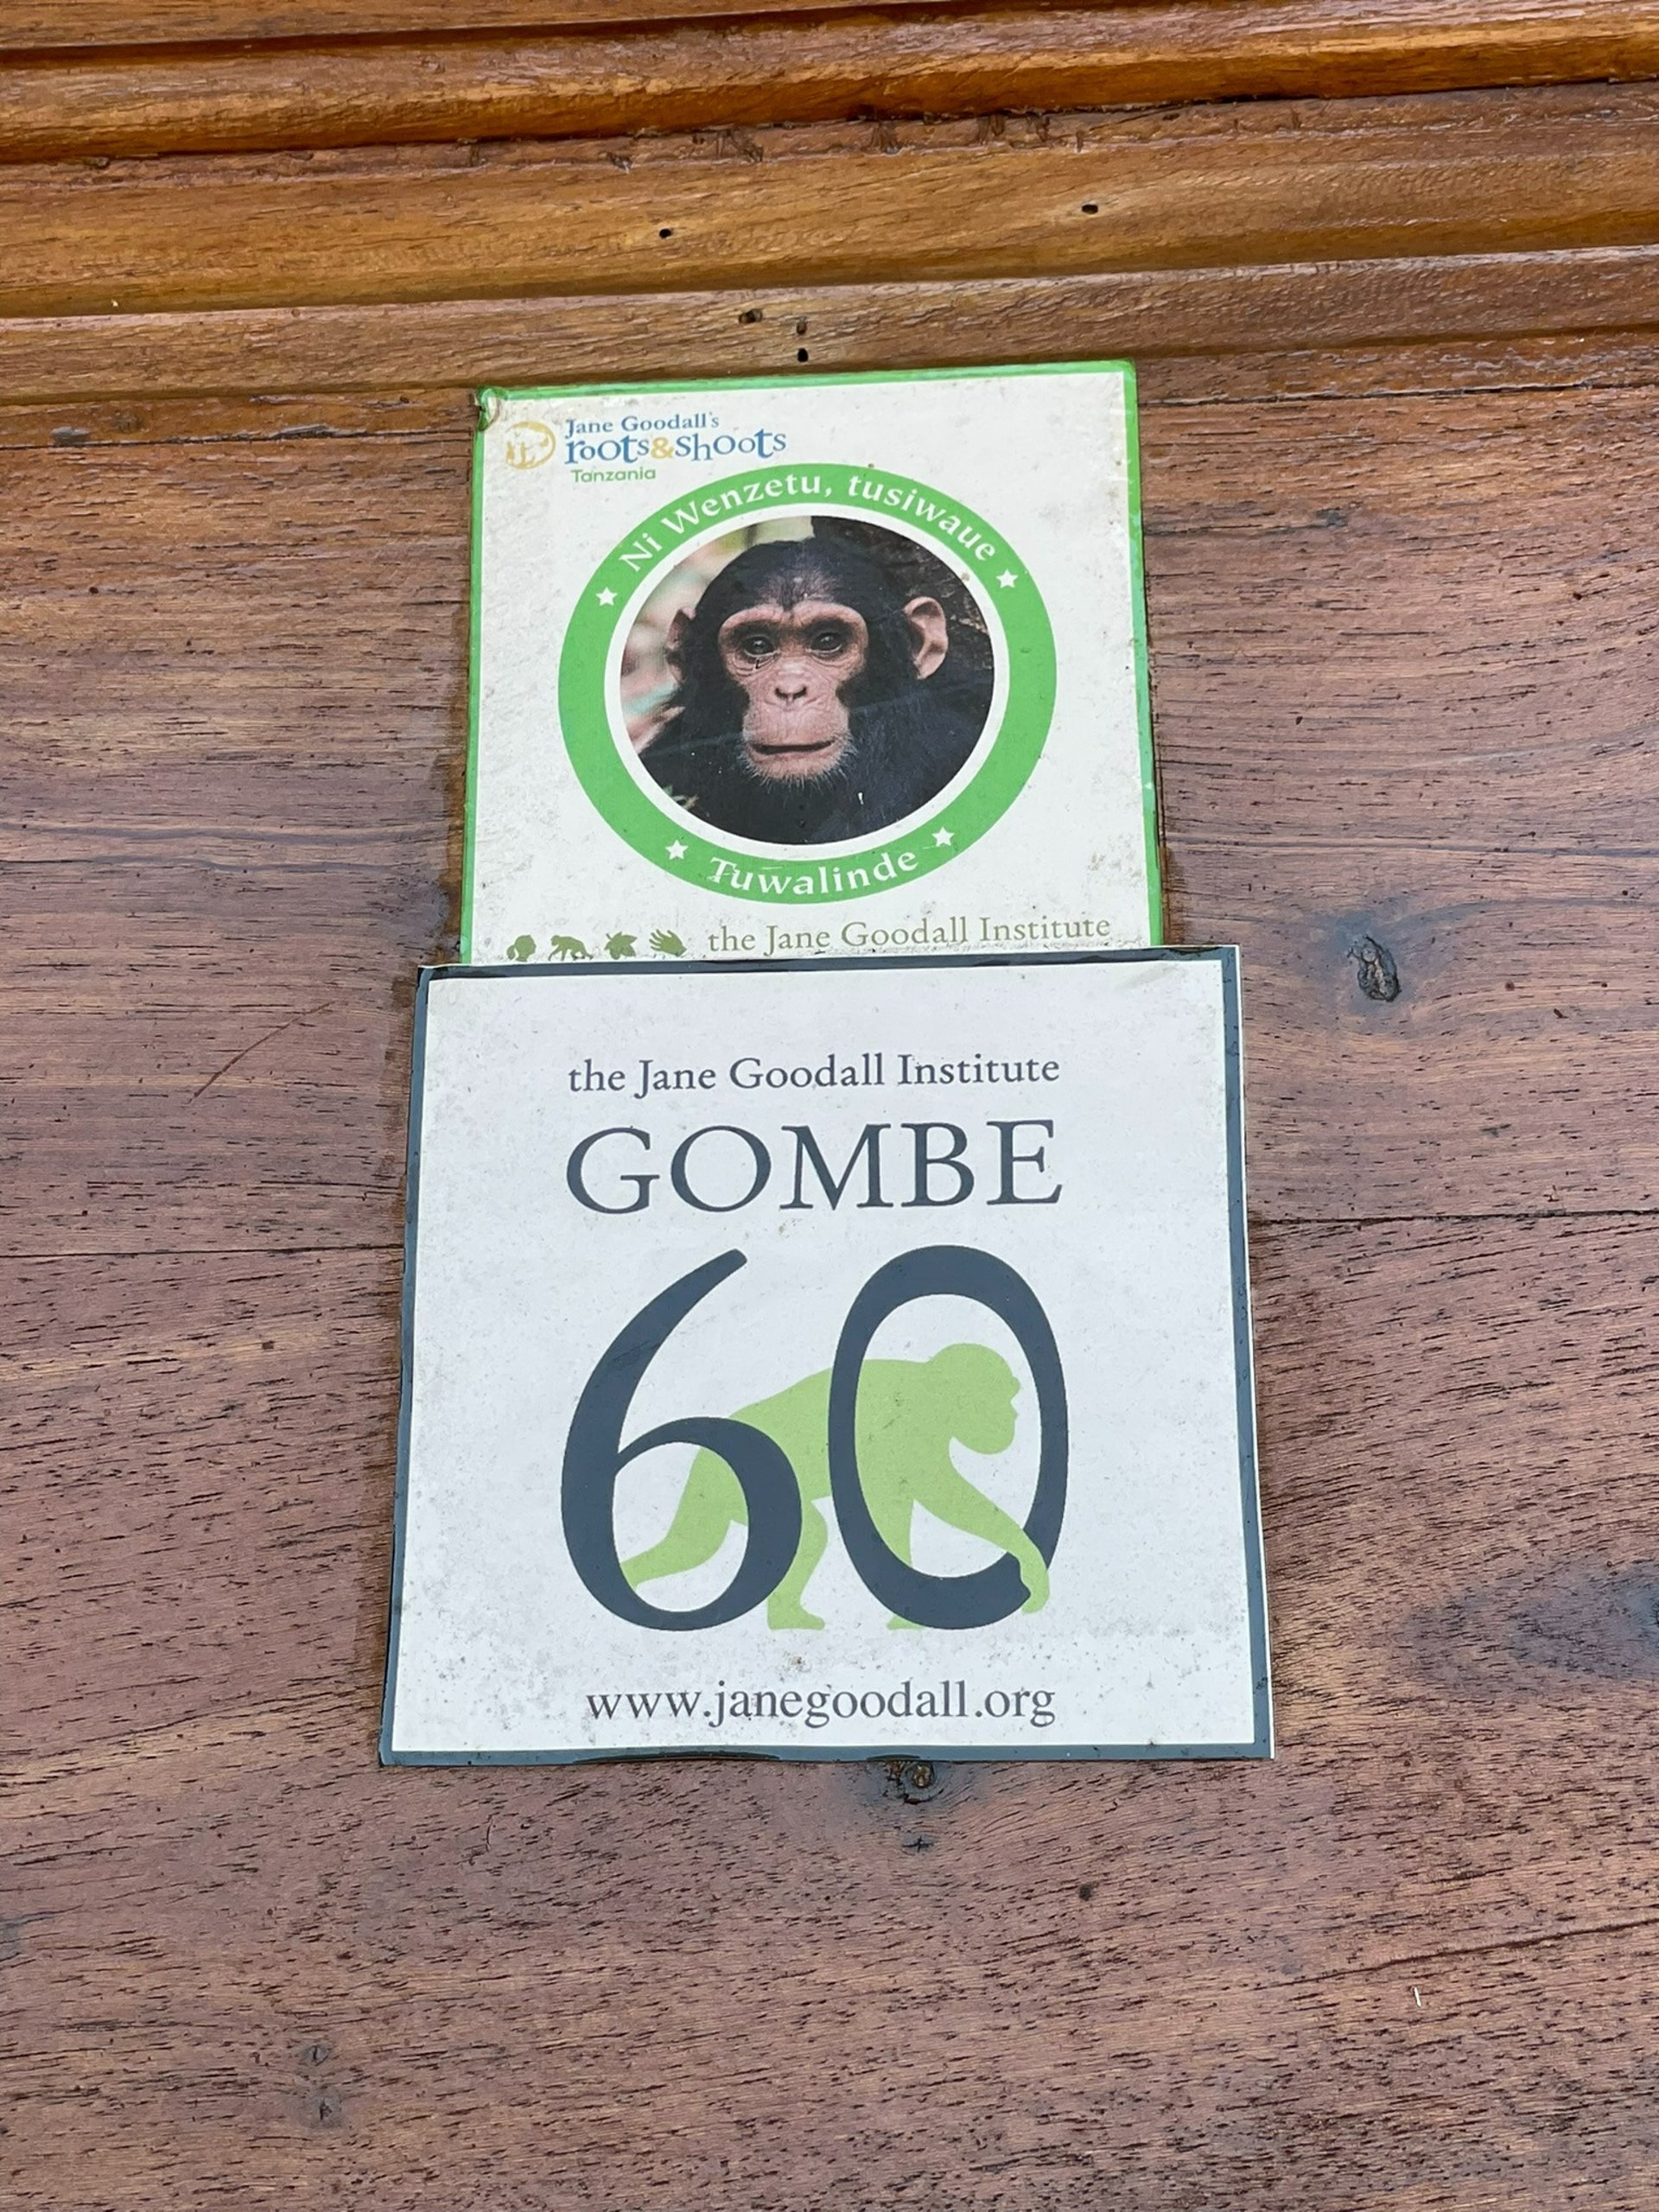 Jane Goodall's
roots&shoots
Tanzania
Ni Wenzetu, tusiwaue
Tuwalinde
the Jane Goodall Institute
the Jane Goodall Institute
GOMBE
60
www.janegoodall.org